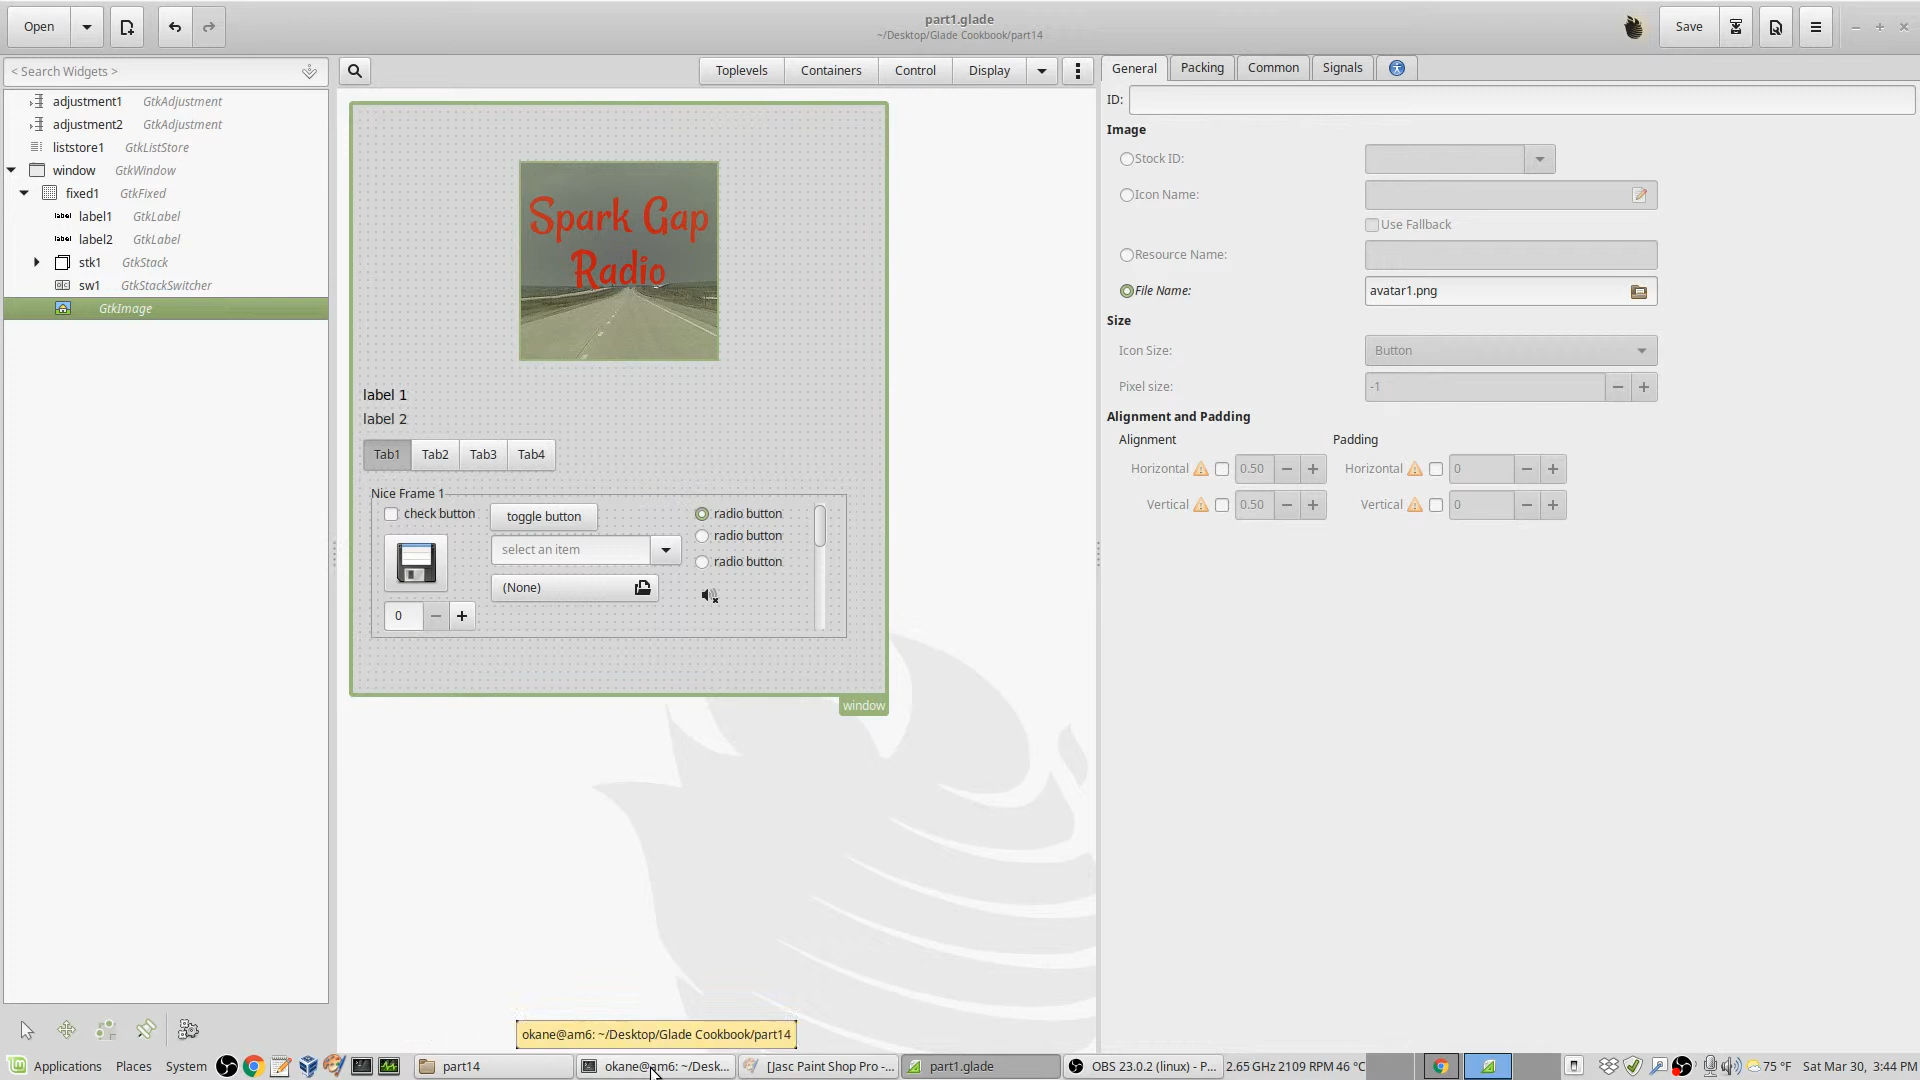 Open
part1.glade
~/Desktop/Glade Cookbook/part14
Save
< Search Widgets >
Toplevels
Containers
Control
Display
General
Packing
Common
Signals
adjustment1 GtkAdjustment
adjustment2 GtkAdjustment
liststore1 GtkListStore
window GtkWindow
fixed1 GtkFixed
label1 GtkLabel
label2 GtkLabel
stk1 GtkStack
sw1 GtkStackSwitcher
GtkImage
Spark Gap
Radio
label 1
label 2
Tab1
Tab2
Tab3
Tab4
Nice Frame 1
check button
toggle button
radio button
radio button
select an item
radio button
(None)
0
window
ID:
Image
Stock ID:
Icon Name:
Use Fallback
Resource Name:
File Name:
avatar1.png
Size
Icon Size:
Button
Pixel size:
-1
Alignment and Padding
Alignment
Padding
Horizontal
0.50
Horizontal
0
Vertical
0.50
Vertical
0
okane@am6: ~/Desktop/Glade Cookbook/part14
Applications
Places
System
part14
okane@am6: ~/Desk...
[Jasc Paint Shop Pro -...
part1.glade
OBS 23.0.2 (linux) - P...
2.65 GHz 2109 RPM 46 °C
75 °F
Sat Mar 30, 3:44 PM